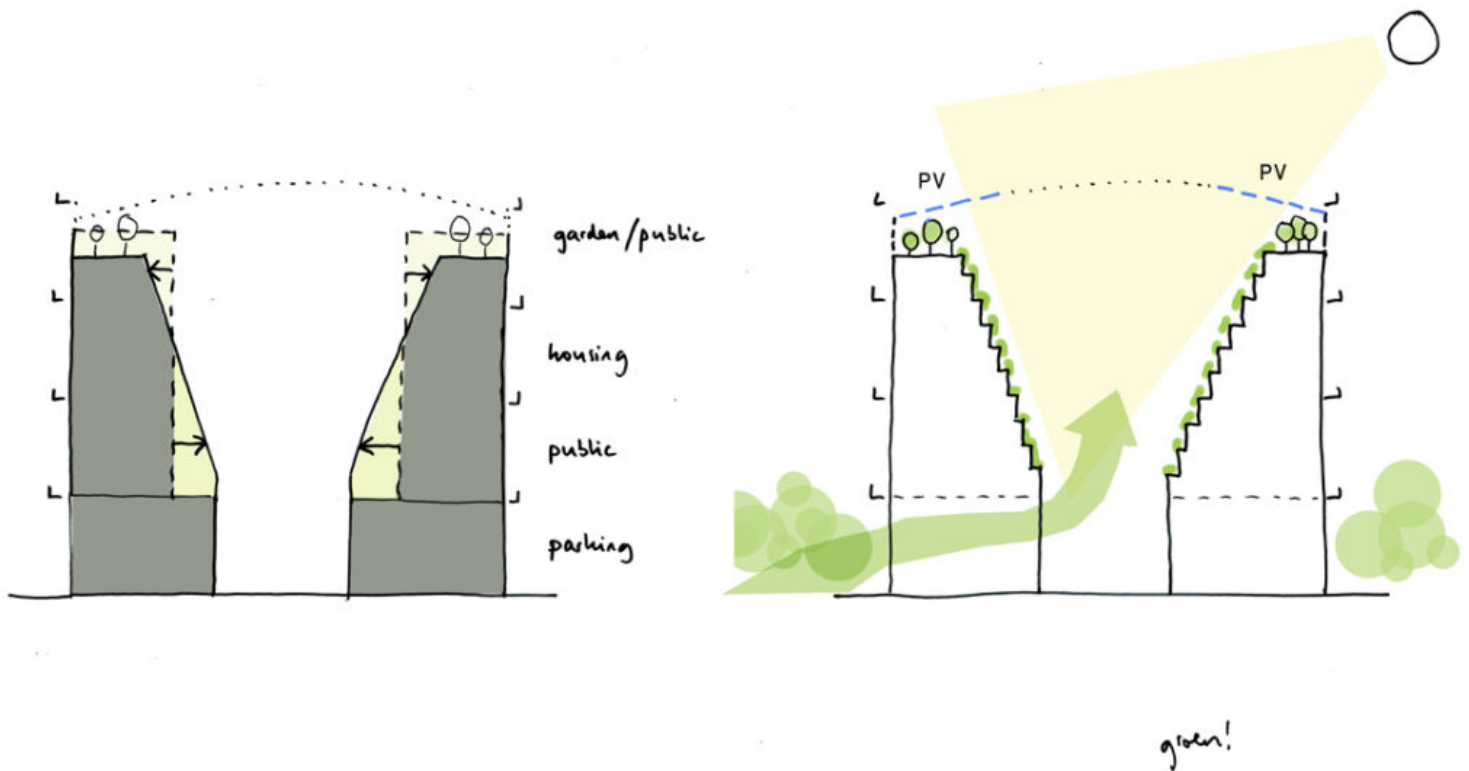 garden/public
housing
public
parking
PV
PV
groen!